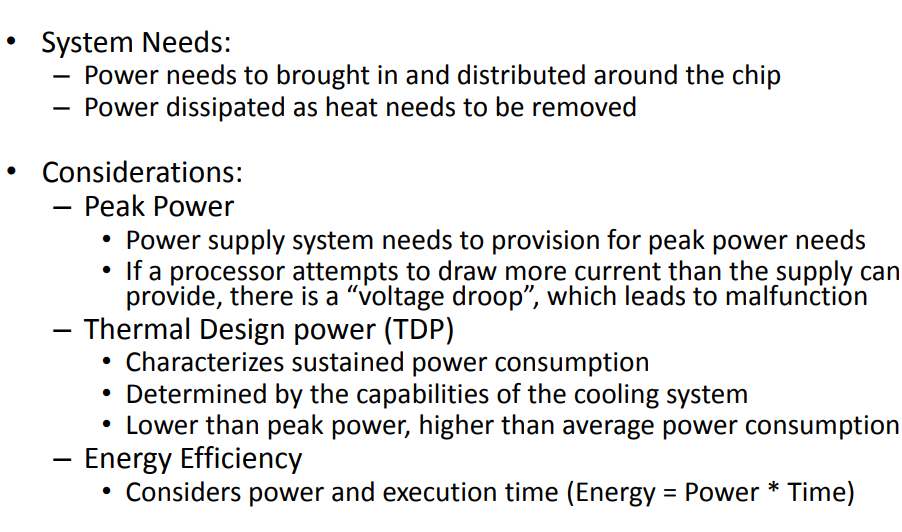 • System Needs:
– Power needs to brought in and distributed around the chip
– Power dissipated as heat needs to be removed
• Considerations:
– Peak Power
• Power supply system needs to provision for peak power needs
• If a processor attempts to draw more current than the supply can
provide, there is a “voltage droop”, which leads to malfunction
– Thermal Design power (TDP)
• Characterizes sustained power consumption
• Determined by the capabilities of the cooling system
• Lower than peak power, higher than average power consumption
– Energy Efficiency
• Considers power and execution time (Energy = Power * Time)